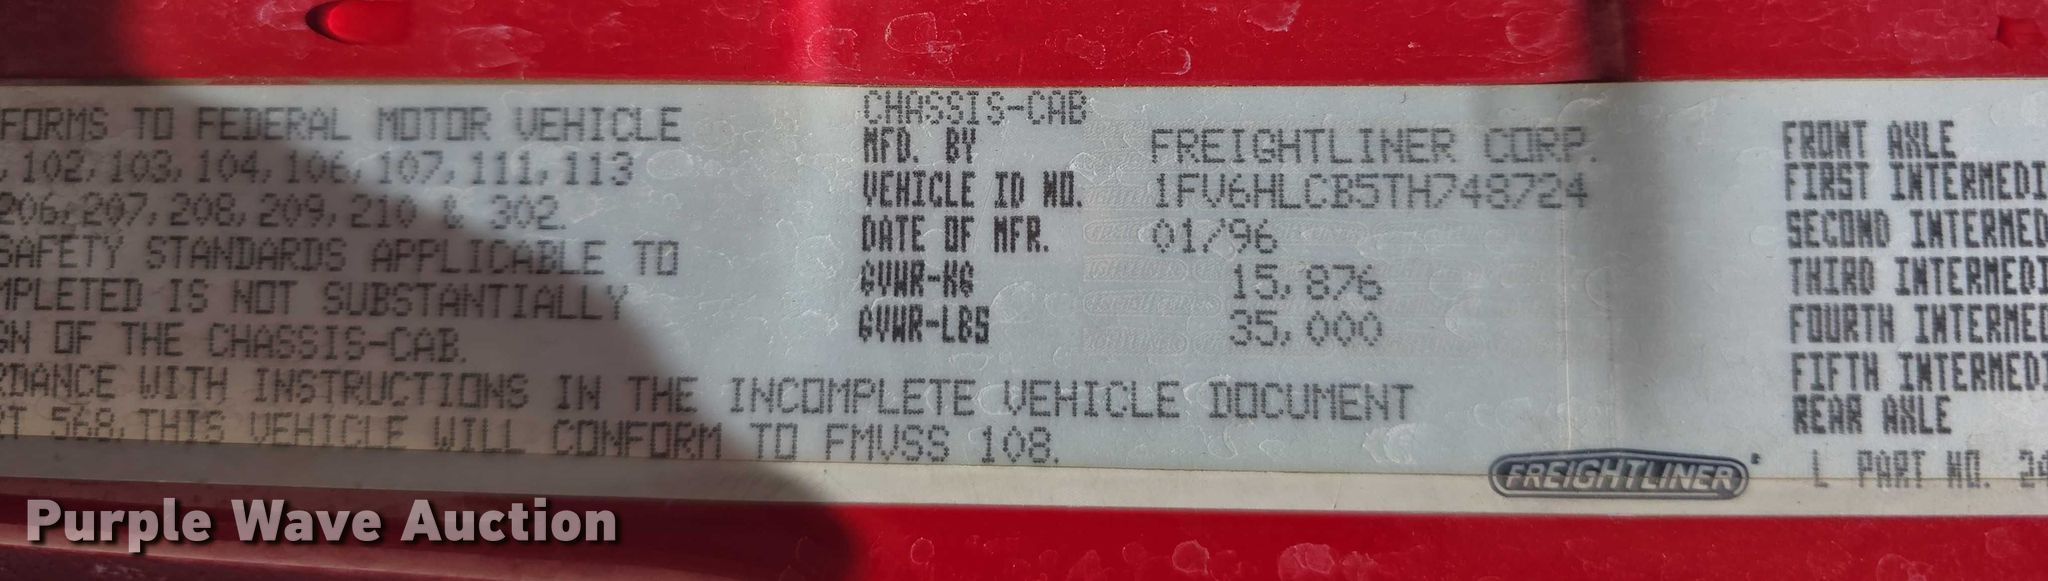 FORMS TO FEDERAL MOTOR VEHICLE
, 102, 103, 104, 106, 107, 111, 113
206, 207, 208, 209, 210 & 302.
SAFETY STANDARDS APPLICABLE TO
MPLETED IS NOT SUBSTANTIALLY
GN OF THE CHASSIS-CAB.
RDANCE WITH INSTRUCTIONS IN THE INCOMPLETE VEHICLE DOCUMENT
RT 568, THIS VEHICLE WILL CONFORM TO FMVSS 108.
CHASSIS-CAB
MFD. BY FREIGHTLINER CORP.
VEHICLE ID NO. 1FV6HLCB5TH748724
DATE OF MFR. 01/96
GVWR-KG 15,876
GVWR-LBS 35,000
FRONT AXLE
FIRST INTERMEDI
SECOND INTERMED
THIRD INTERMEDI
FOURTH INTERMED
FIFTH INTERMEDI
REAR AXLE
FREIGHTLINER
L PART NO. 24
Purple Wave Auction